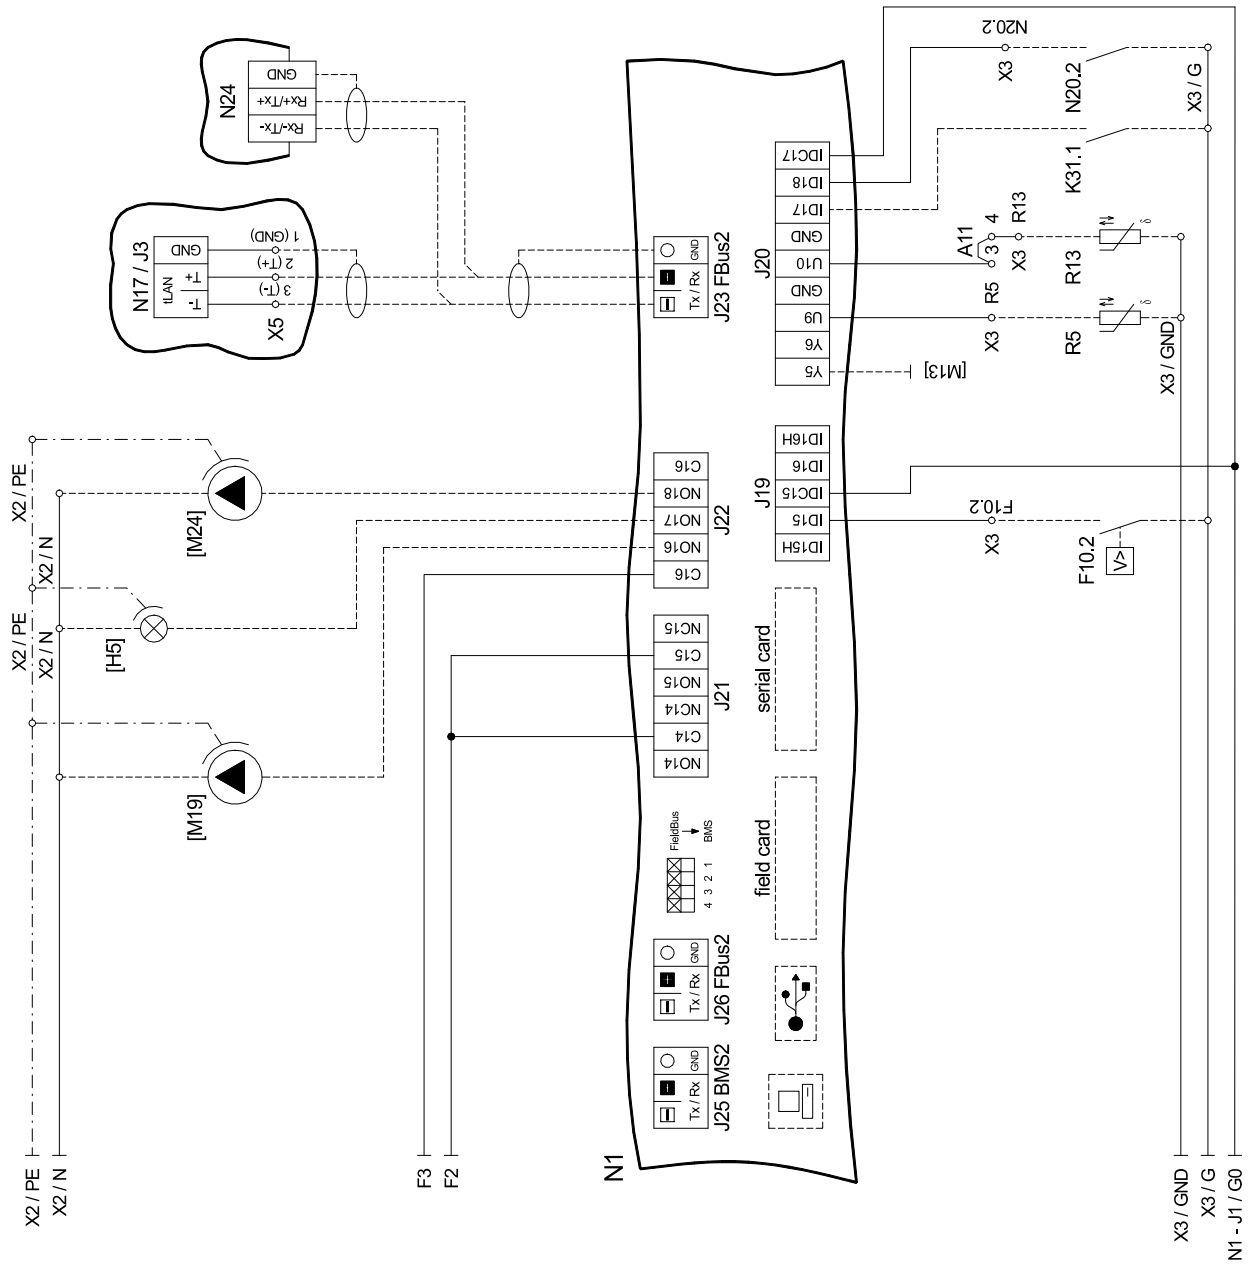 X2 / PE
X2 / N
F3
F2
N1
X2 / PE
X2 / N
[M19]
[H5]
X2 / PE
X2 / N
[M24]
N17 / J3
tLAN
T-
T+
GND
3 (T-)
2 (T+)
1 (GND)
X5
N24
Rx-/Tx-
Rx+/Tx+
GND
J25 BMS2
Tx / Rx
GND
J26 FBus2
Tx / Rx
GND
4 3 2 1
FieldBus
BMS
NO14
C14
NC14
NO15
C15
NC15
J21
C16
NO16
NO17
NO18
C16
J22
Tx / Rx
GND
J23 FBus2
field card
serial card
J19
ID15H
ID15
IDC15
ID16
ID16H
J20
Y5
Y6
U9
GND
U10
GND
ID17
ID18
IDC17
[M13]
X3
F10.2
F10.2
V>
X3
R5
R5
A11
3
4
X3
R13
R13
δ
δ
K31.1
X3
N20.2
N20.2
X3 / GND
X3 / G
X3 / GND
X3 / G
N1 - J1 / G0